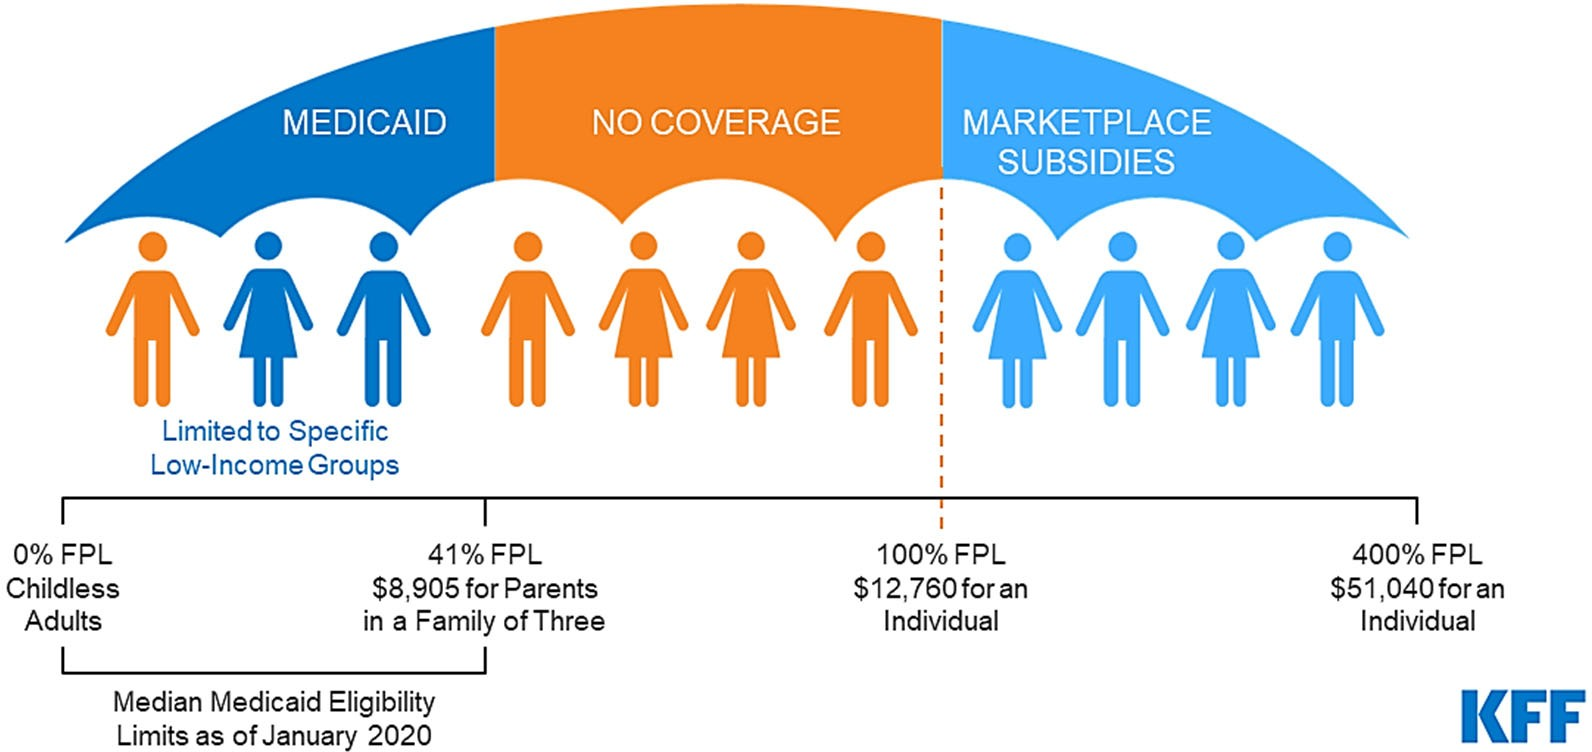 MEDICAID
NO COVERAGE
MARKETPLACE
SUBSIDIES
Limited to Specific
Low-Income Groups
0% FPL
Childless
Adults
41% FPL
$8,905 for Parents
in a Family of Three
100% FPL
$12,760 for an
Individual
400% FPL
$51,040 for an
Individual
Median Medicaid Eligibility
Limits as of January 2020
KFF